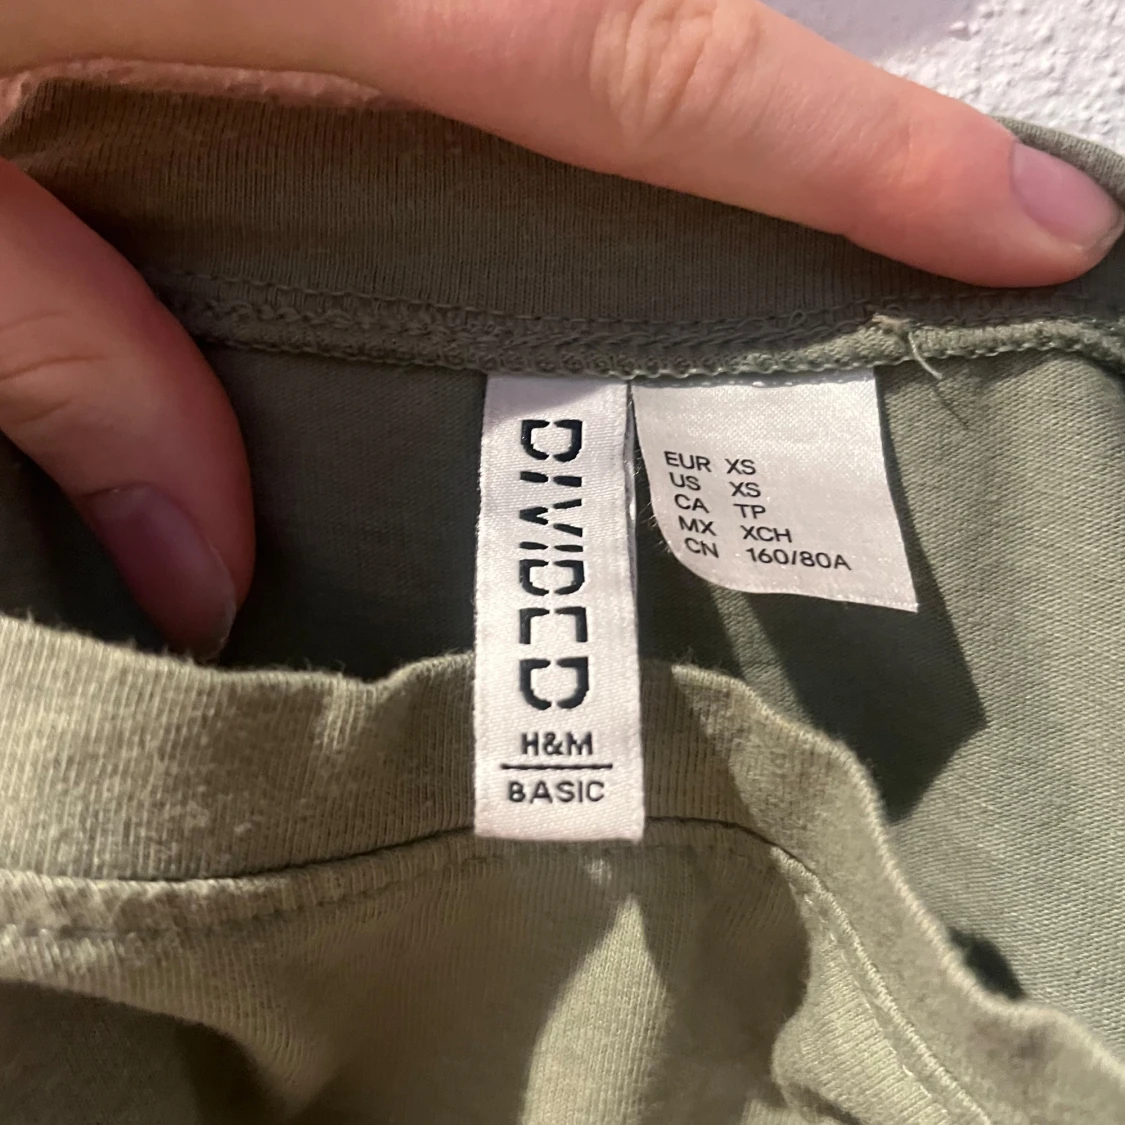 DIVIDED
H&M
BASIC
EUR XS
US XS
CA TP
MX XCH
CN 160/80A